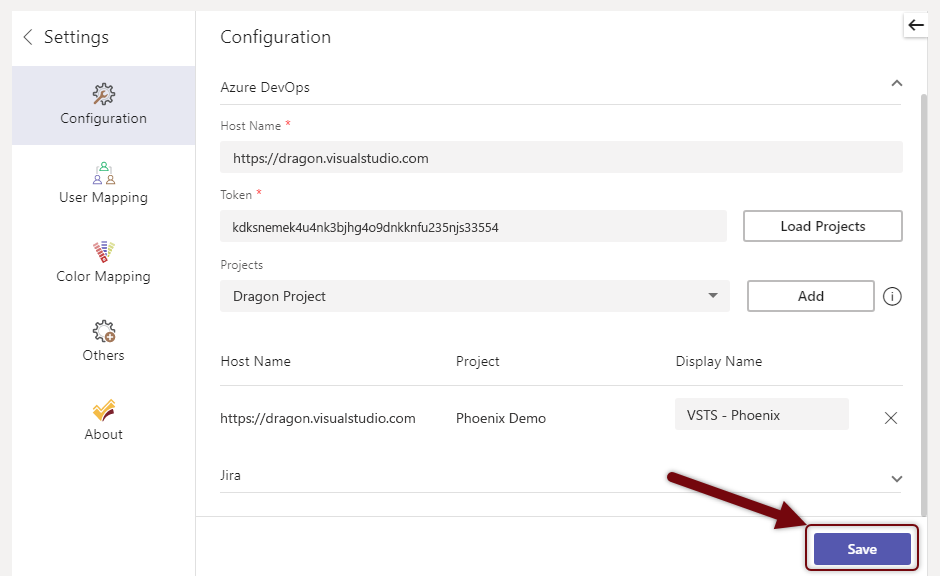 Settings
Configuration
User Mapping
Color Mapping
Others
About
Configuration
Azure DevOps
Host Name *
https://dragon.visualstudio.com
Token *
kdksnemek4u4nk3bjhg4o9dnkknfu235njs33554
Load Projects
Projects
Dragon Project
Add
Host Name Project Display Name
https://dragon.visualstudio.com Phoenix Demo VSTS - Phoenix
Jira
Save